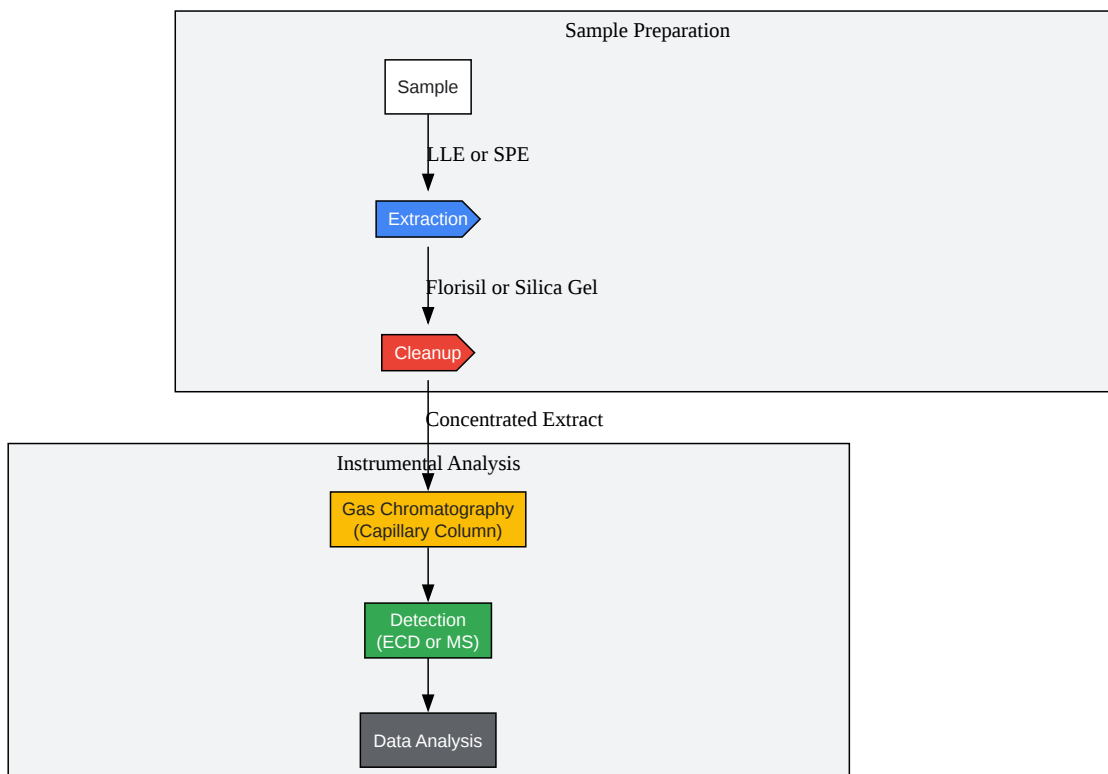 Sample Preparation
Sample
LLE or SPE
Extraction
Florisil or Silica Gel
Cleanup
Concentrated Extract
Instrumental Analysis
Gas Chromatography
(Capillary Column)
Detection
(ECD or MS)
Data Analysis